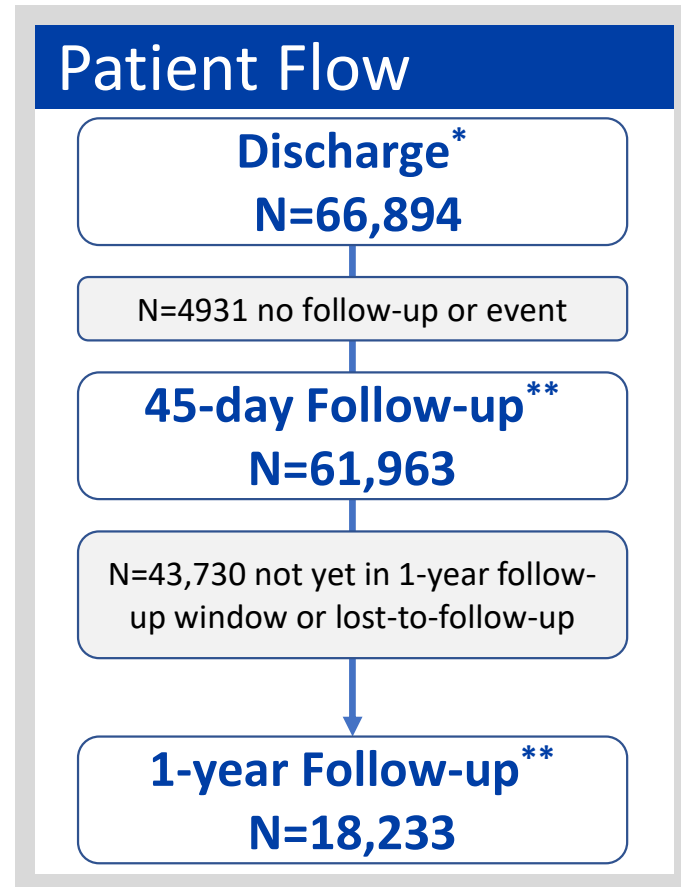 Patient Flow
Discharge*
N=66,894
N=4931 no follow-up or event
45-day Follow-up**
N=61,963
N=43,730 not yet in 1-year follow-
up window or lost-to-follow-up
1-year Follow-up**
N=18,233